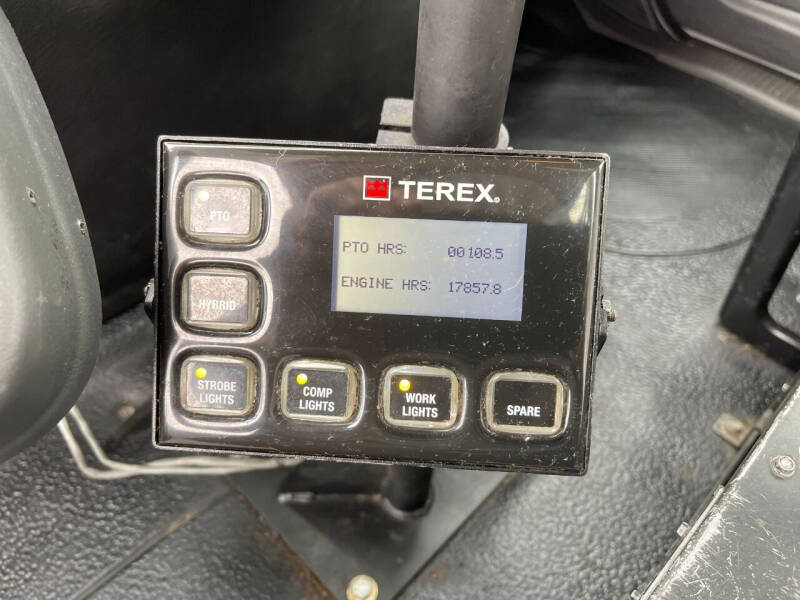 TEREX
PTO
PTO HRS: 00108.5
HYBRID
ENGINE HRS: 17857.8
STROBE
LIGHTS
COMP
LIGHTS
WORK
LIGHTS
SPARE